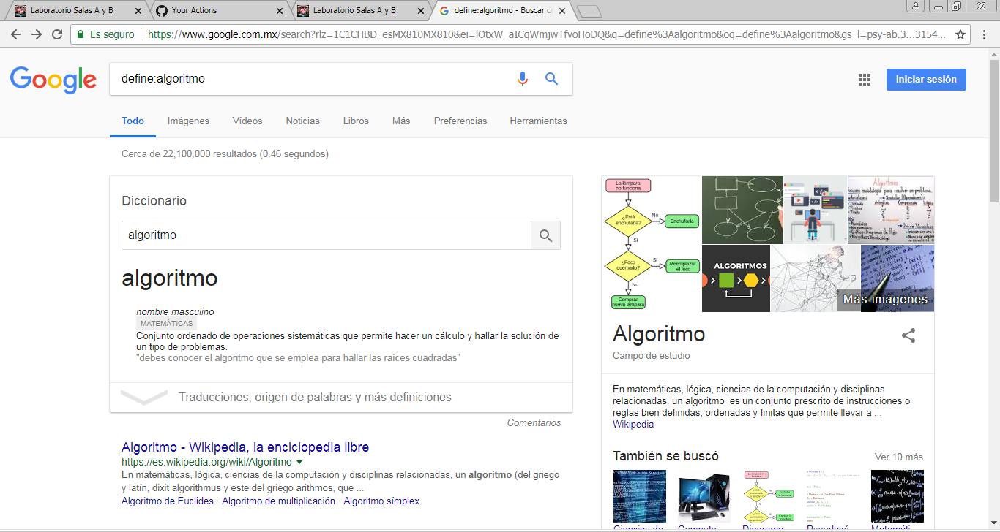 Laboratorio Salas A y B
Your Actions
Laboratorio Salas A y B
define:algoritmo - Buscar c
Es seguro
https://www.google.com.mx/search?rlz=1C1CHBD_esMX810MX810&ei=lOtxW_aICqWmjwTfvoHoDQ&q=define%3Aalgoritmo&oq=define%3Aalgoritmo&gs_l=psy-ab.3...3154...
Google
define:algoritmo
Iniciar sesión
Todo
Imágenes
Vídeos
Noticias
Libros
Más
Preferencias
Herramientas
Cerca de 22,100,000 resultados (0.46 segundos)
Diccionario
algoritmo
algoritmo
nombre masculino
MATEMÁTICAS
Conjunto ordenado de operaciones sistemáticas que permite hacer un cálculo y hallar la solución de
un tipo de problemas.
"debes conocer el algoritmo que se emplea para hallar las raíces cuadradas"
Traducciones, origen de palabras y más definiciones
Comentarios
Algoritmo - Wikipedia, la enciclopedia libre
https://es.wikipedia.org/wiki/Algoritmo
En matemáticas, lógica, ciencias de la computación y disciplinas relacionadas, un algoritmo (del griego
y latín, dixit algorithmus y este del griego arithmos, que ...
Algoritmo de Euclides · Algoritmo de multiplicación · Algoritmo símplex
La lámpara
no funciona
¿Está
enchufada?
No
Enchufarla
Sí
¿Foco
quemado?
Sí
Reemplazar
el foco
No
Comprar
nueva lámpara
Algoritmos
ALGORITMOS
Más imágenes
Algoritmo
Campo de estudio
En matemáticas, lógica, ciencias de la computación y disciplinas
relacionadas, un algoritmo es un conjunto prescrito de instrucciones o
reglas bien definidas, ordenadas y finitas que permite llevar a ...
Wikipedia
También se buscó
Ver 10 más
Ciencias de
Computa
Diagrama
Pseudocó
Matemáti